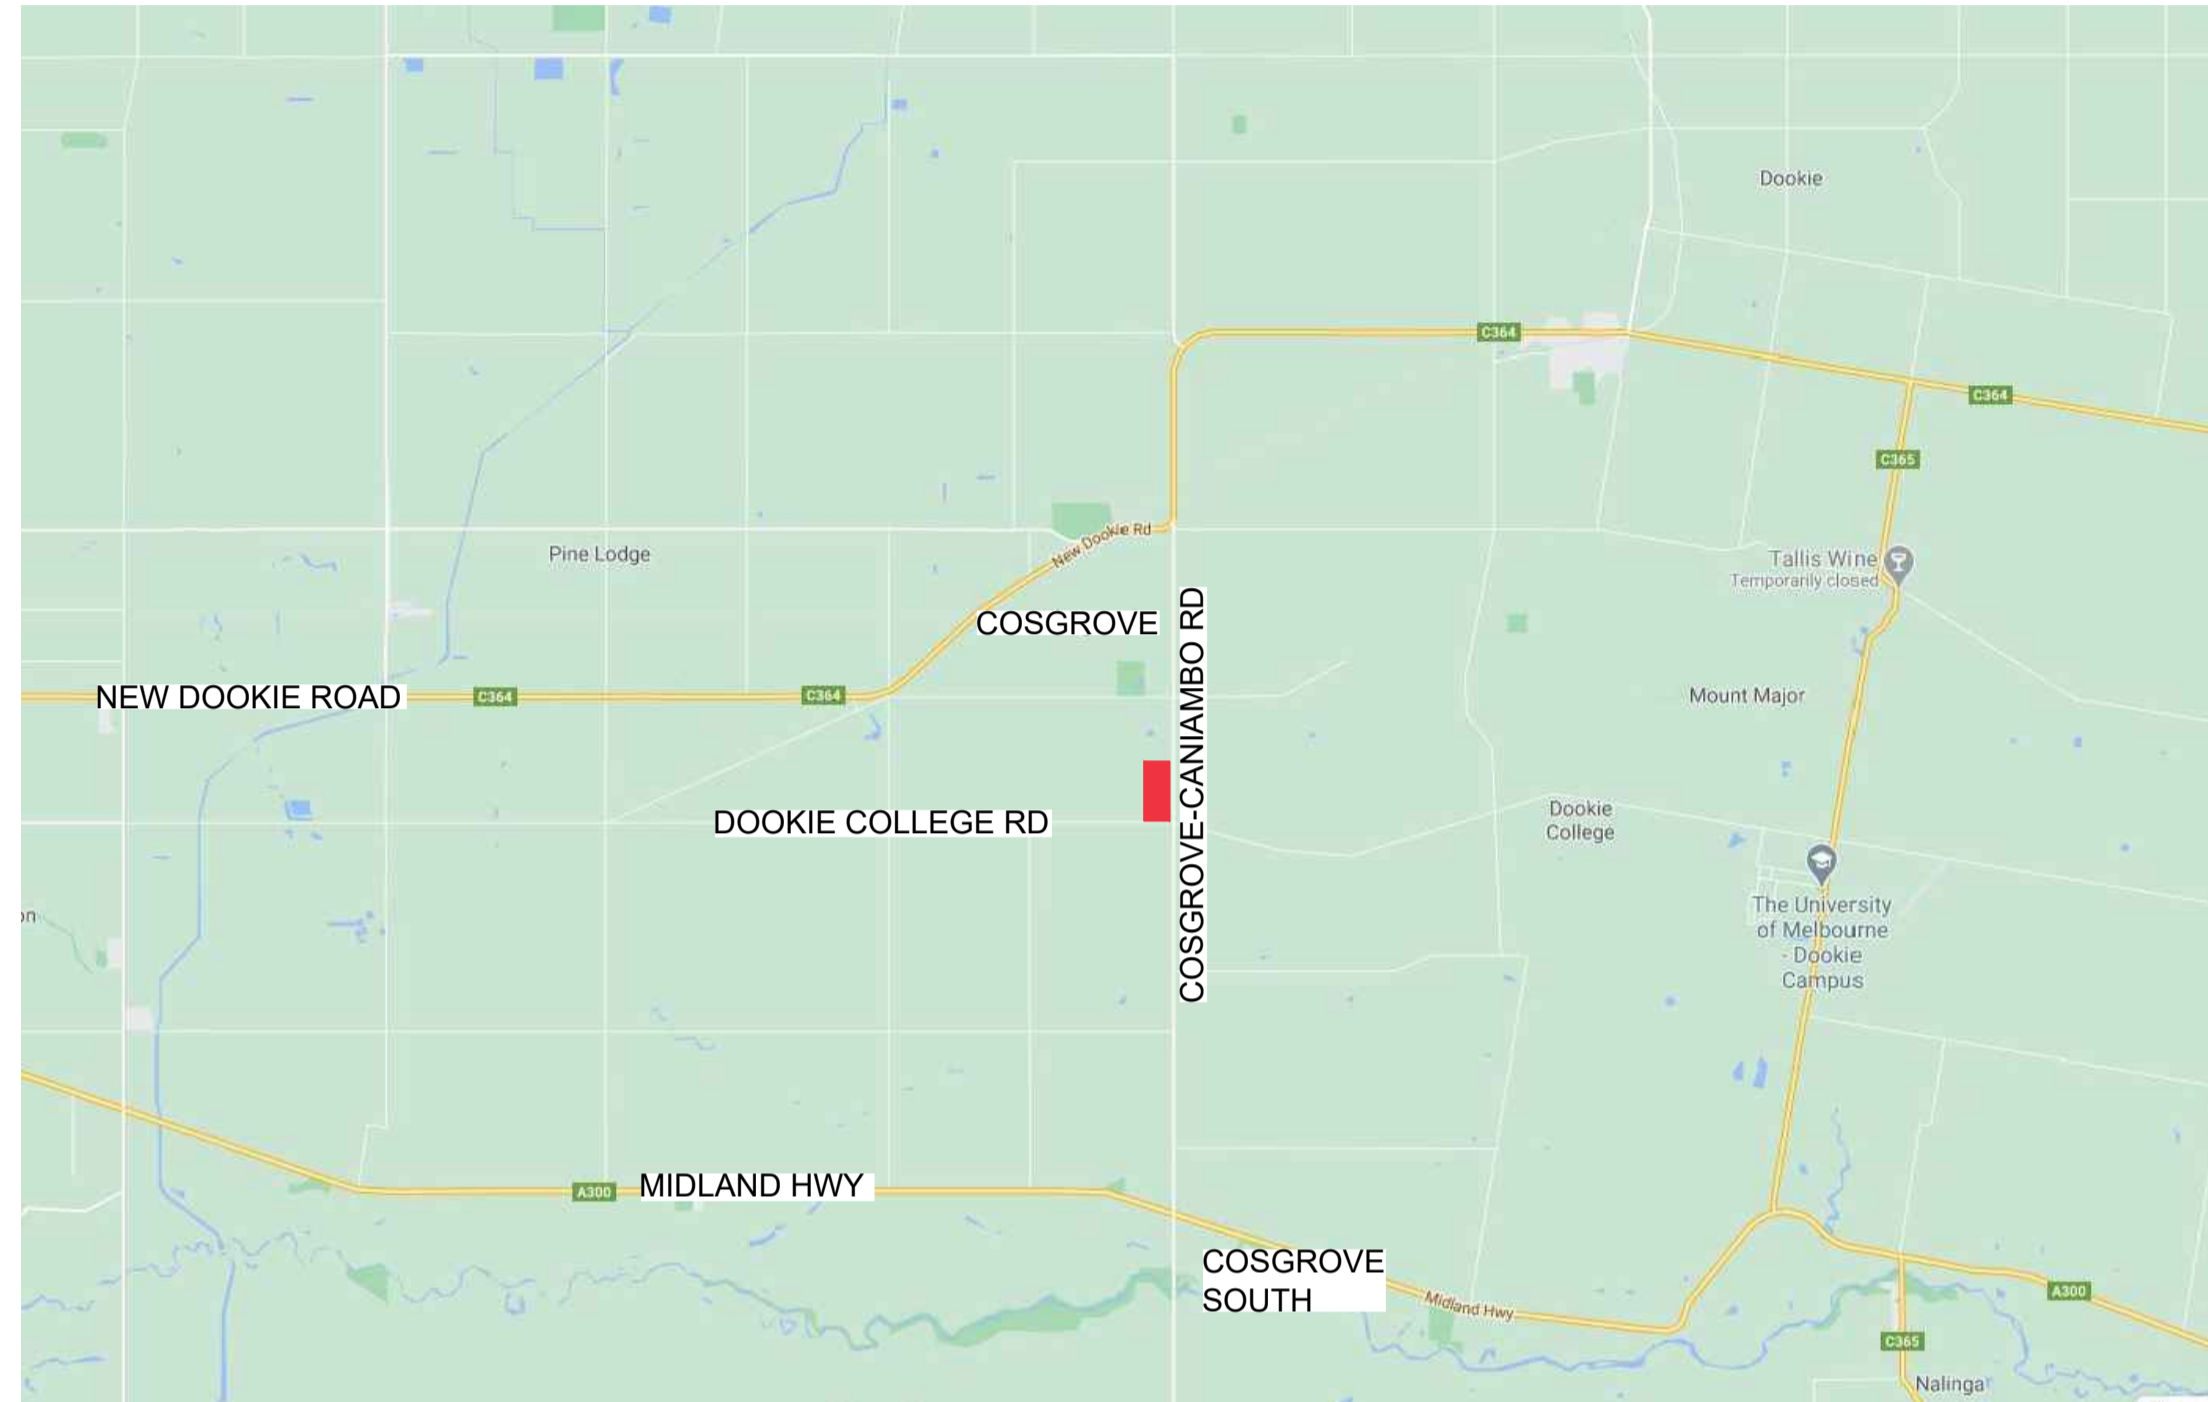 Dookie
C364
C364
C365
New Dookie Rd
Pine Lodge
Tallis Wine
Temporarily closed
COSGROVE
COSGROVE-CANIAMBO RD
NEW DOOKIE ROAD
C364
C364
Mount Major
DOOKIE COLLEGE RD
Dookie
College
on
The University
of Melbourne
- Dookie
Campus
A300
MIDLAND HWY
COSGROVE
SOUTH
Midland Hwy
A300
C365
Nalinga